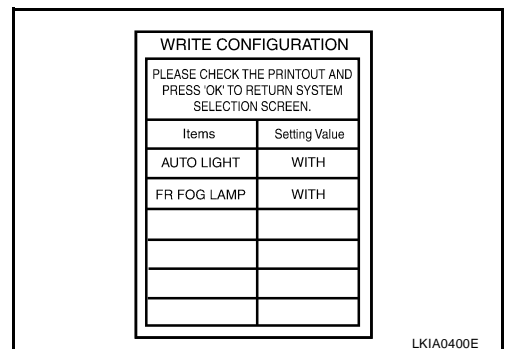 WRITE CONFIGURATION
PLEASE CHECK THE PRINTOUT AND
PRESS 'OK' TO RETURN SYSTEM
SELECTION SCREEN.
Items Setting Value
AUTO LIGHT WITH
FR FOG LAMP WITH
LKIA0400E